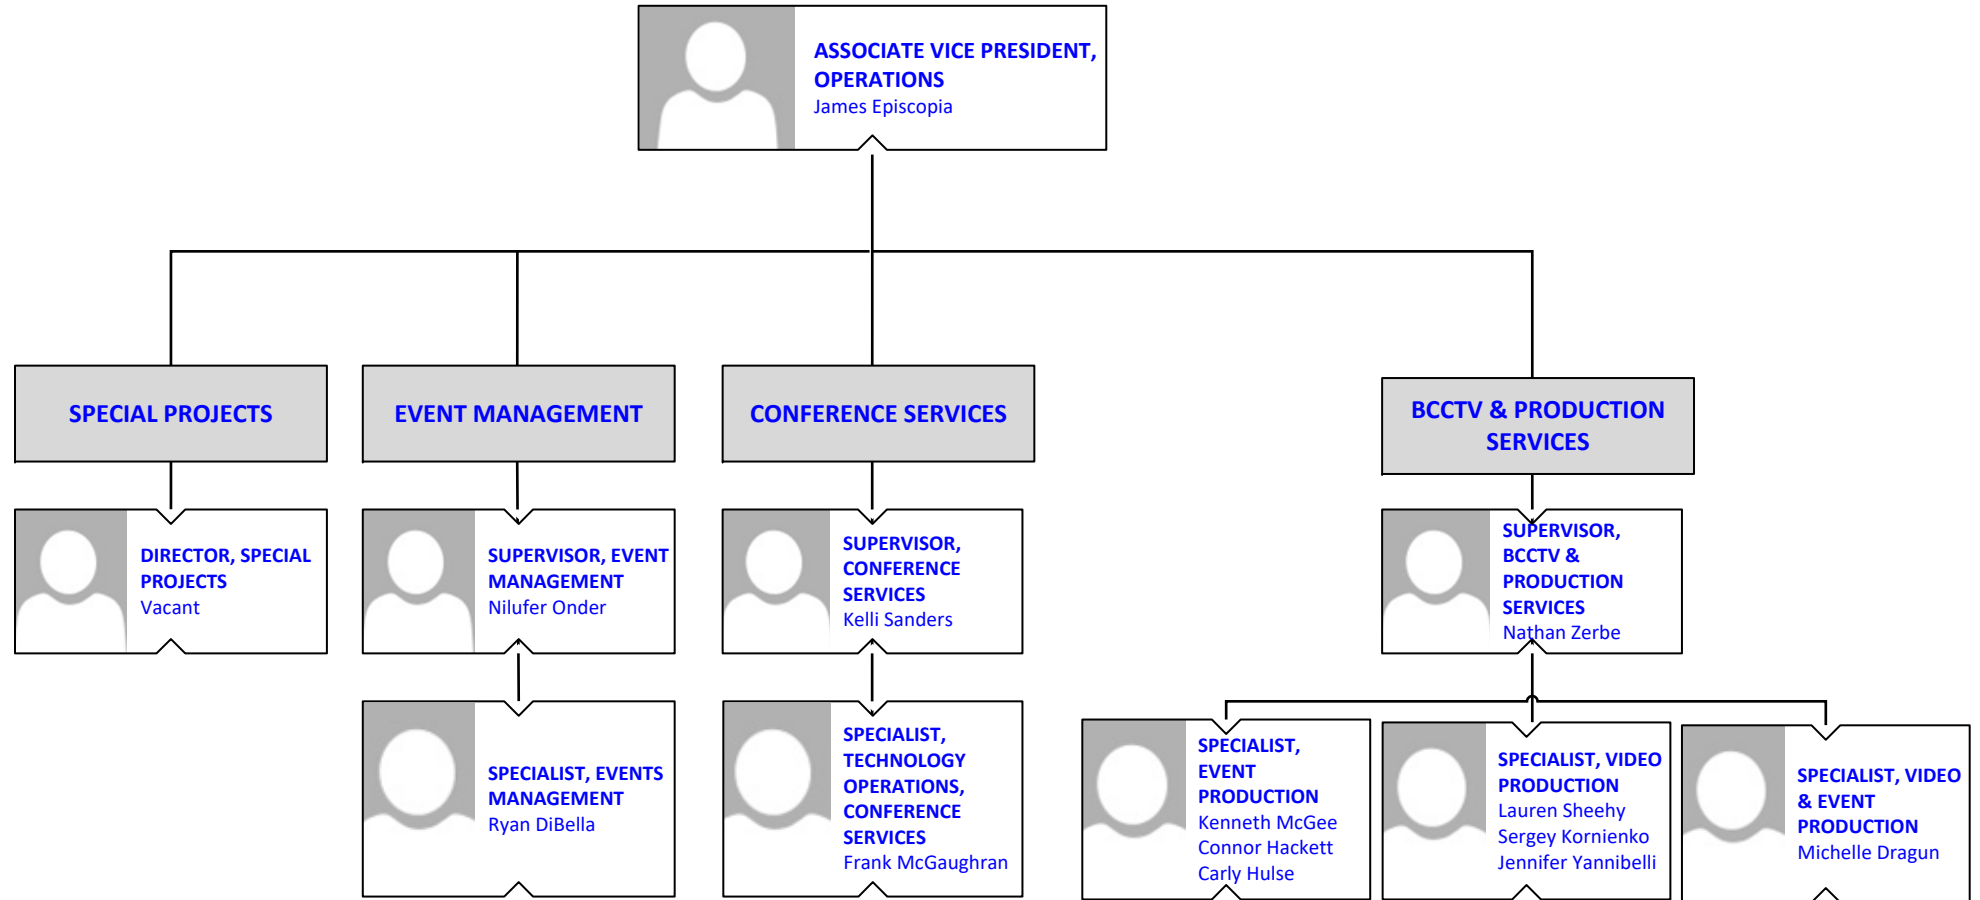 ASSOCIATE VICE PRESIDENT,
OPERATIONS
James Episcopia
SPECIAL PROJECTS
EVENT MANAGEMENT
CONFERENCE SERVICES
BCCTV & PRODUCTION
SERVICES
DIRECTOR, SPECIAL
PROJECTS
Vacant
SUPERVISOR, EVENT
MANAGEMENT
Nilufer Onder
SUPERVISOR,
CONFERENCE
SERVICES
Kelli Sanders
SUPERVISOR,
BCCTV &
PRODUCTION
SERVICES
Nathan Zerbe
SPECIALIST, EVENTS
MANAGEMENT
Ryan DiBella
SPECIALIST,
TECHNOLOGY
OPERATIONS,
CONFERENCE
SERVICES
Frank McGaughran
SPECIALIST,
EVENT
PRODUCTION
Kenneth McGee
Connor Hackett
Carly Hulse
SPECIALIST, VIDEO
PRODUCTION
Lauren Sheehy
Sergey Kornienko
Jennifer Yannibelli
SPECIALIST, VIDEO
& EVENT
PRODUCTION
Michelle Dragun